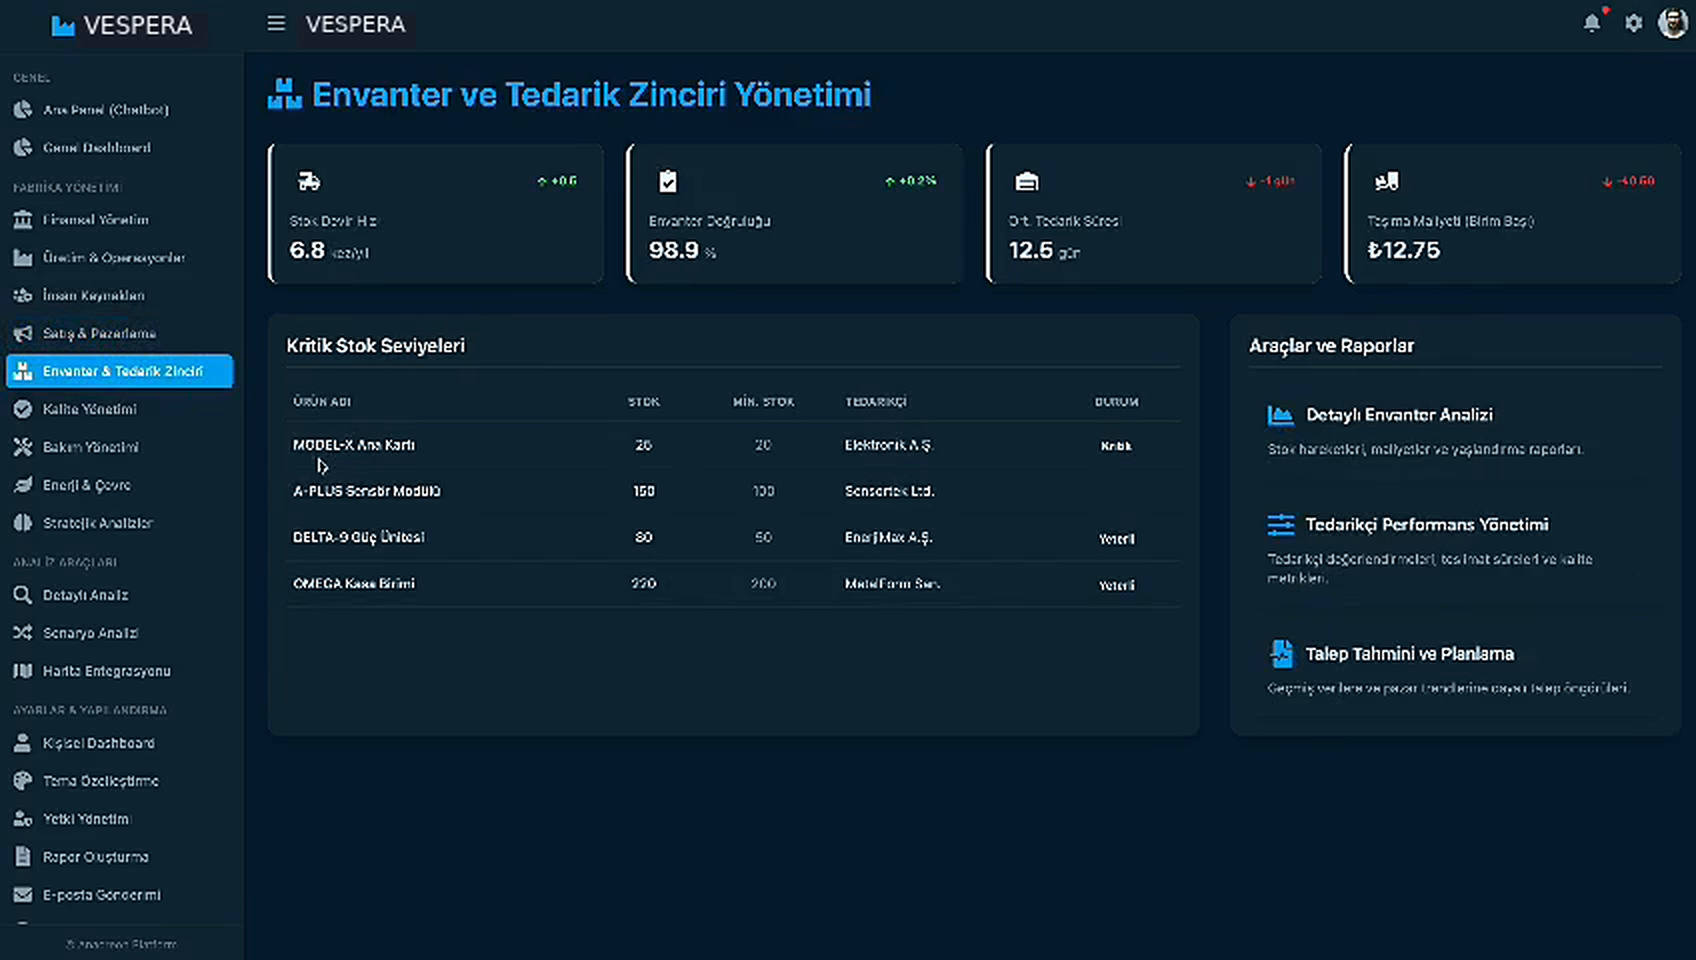 VESPERA
VESPERA
GENEL
Ana Panel (Chatbot)
Genel Dashboard
FABRİKA YÖNETİMİ
Finansal Yönetim
Üretim & Operasyonlar
İnsan Kaynakları
Satış & Pazarlama
Envanter & Tedarik Zinciri
Kalite Yönetimi
Bakım Yönetimi
Enerji & Çevre
Stratejik Analizler
ANALİZ ARAÇLARI
Detaylı Analiz
Senaryo Analizi
Harita Entegrasyonu
AYARLAR & YAPILANDIRMA
Kişisel Dashboard
Tema Özelleştirme
Yetki Yönetimi
Rapor Oluşturma
E-posta Gönderimi
© Anacreon Platform
Envanter ve Tedarik Zinciri Yönetimi
+0.5
Stok Devir Hızı
6.8 kez/yıl
+0.2%
Envanter Doğruluğu
98.9 %
-1 gün
Ort. Tedarik Süresi
12.5 gün
Taşıma Maliyeti (Birim Başı)
₺12.75
Kritik Stok Seviyeleri
ÜRÜN ADI STOK MİN. STOK TEDARİKÇİ DURUM
MODEL-X Ana Kartı 25 20 Elektronik A.Ş. Kritik
A-PLUS Sensör Modülü 150 100 Sensortek Ltd.
DELTA-9 Güç Ünitesi 80 50 EnerjiMax A.Ş. Yeterli
OMEGA Kasa Birimi 220 200 MetalForm San. Yeterli
Araçlar ve Raporlar
Detaylı Envanter Analizi
Stok hareketleri, maliyetler ve yaşlandırma raporları.
Tedarikçi Performans Yönetimi
Tedarikçi değerlendirmeleri, teslimat süreleri ve kalite
metrikleri.
Talep Tahmini ve Planlama
Geçmiş verilere ve pazar trendlerine dayalı talep öngörüleri.